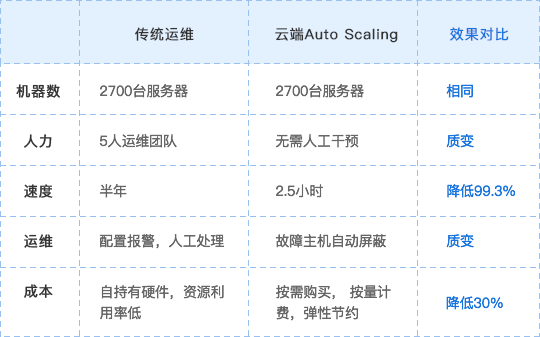 传统运维 云端Auto Scaling 效果对比
机器数 2700台服务器 2700台服务器 相同
人力 5人运维团队 无需人工干预 质变
速度 半年 2.5小时 降低99.3%
运维 配置报警，人工处理 故障主机自动屏蔽 质变
成本 自持有硬件，资源利 按需购买， 按量计 降低30%
用率低 费，弹性节约